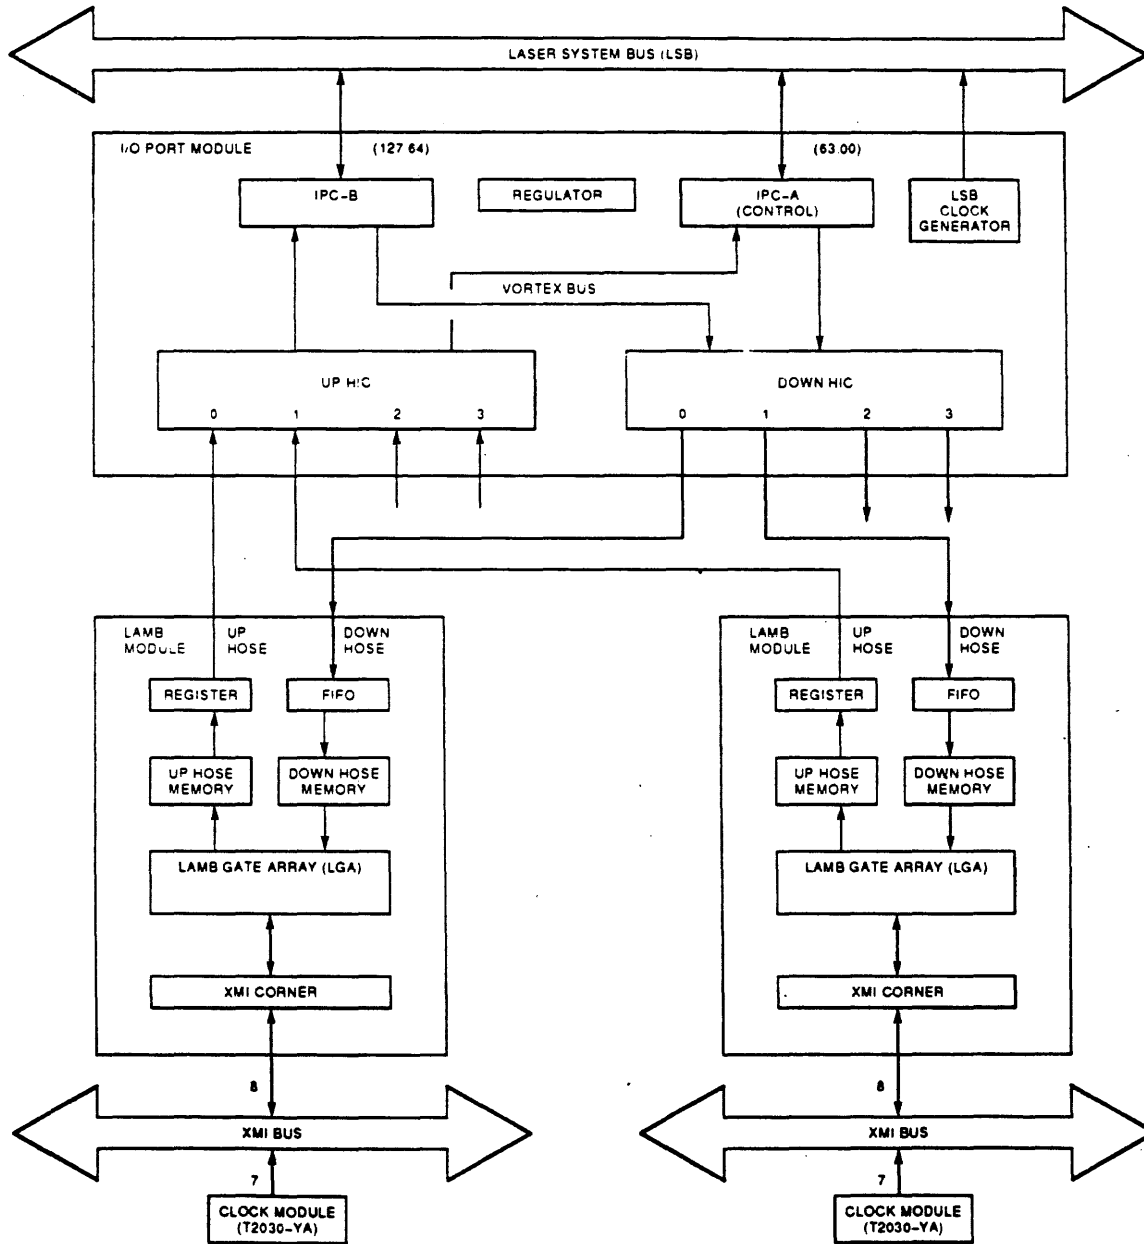 LASER SYSTEM BUS (LSB)
I/O PORT MODULE
(127 64)
(63.00)
IPC-B
REGULATOR
IPC-A
(CONTROL)
LSB
CLOCK
GENERATOR
VORTEX BUS
UP HIC
0 1 2 3
DOWN HIC
0 1 2 3
LAMB
MODULE
UP
HOSE
DOWN
HOSE
REGISTER
FIFO
UP HOSE
MEMORY
DOWN HOSE
MEMORY
LAMB GATE ARRAY (LGA)
XMI CORNER
8
XMI BUS
7
CLOCK MODULE
(T2030-YA)
LAMB
MODULE
UP
HOSE
DOWN
HOSE
REGISTER
FIFO
UP HOSE
MEMORY
DOWN HOSE
MEMORY
LAMB GATE ARRAY (LGA)
XMI CORNER
8
XMI BUS
7
CLOCK MODULE
(T2030-YA)